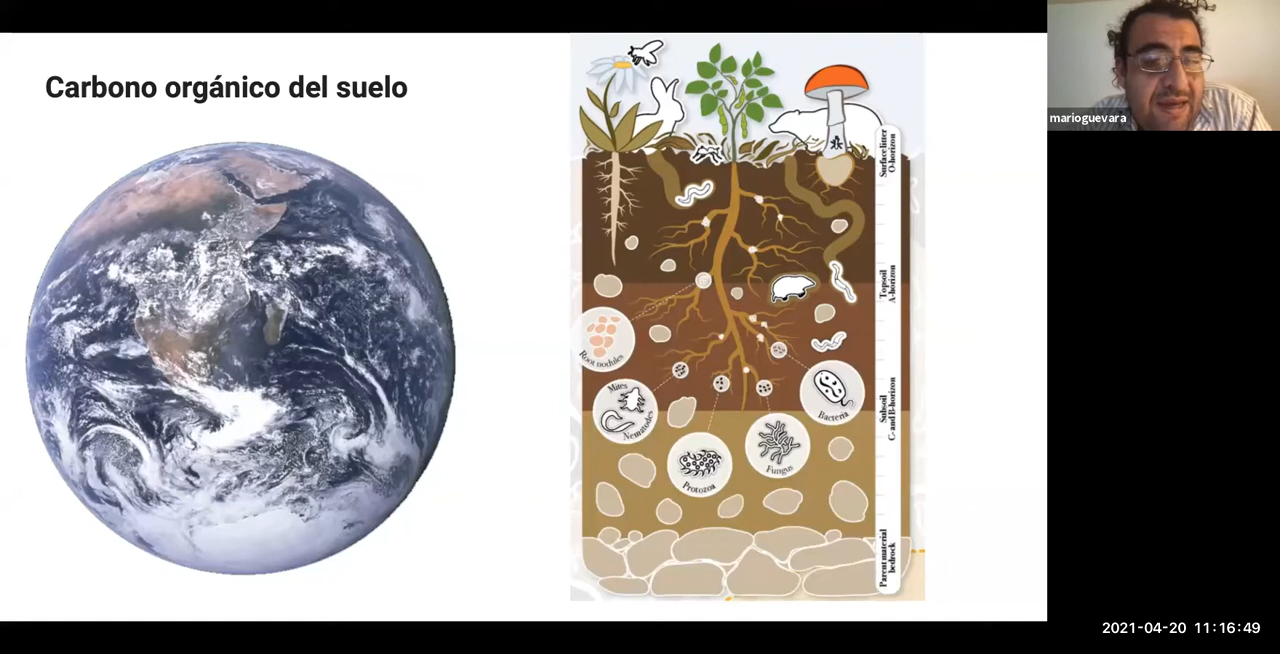 Carbono orgánico del suelo
marioguevara
Surface litter
O-horizon
Topsoil
A-horizon
Root nodules
Mites
Nematodes
Bacteria
Subsoil
C- and B-horizon
Protozoa
Fungus
Parent material
bedrock
2021-04-20 11:16:49